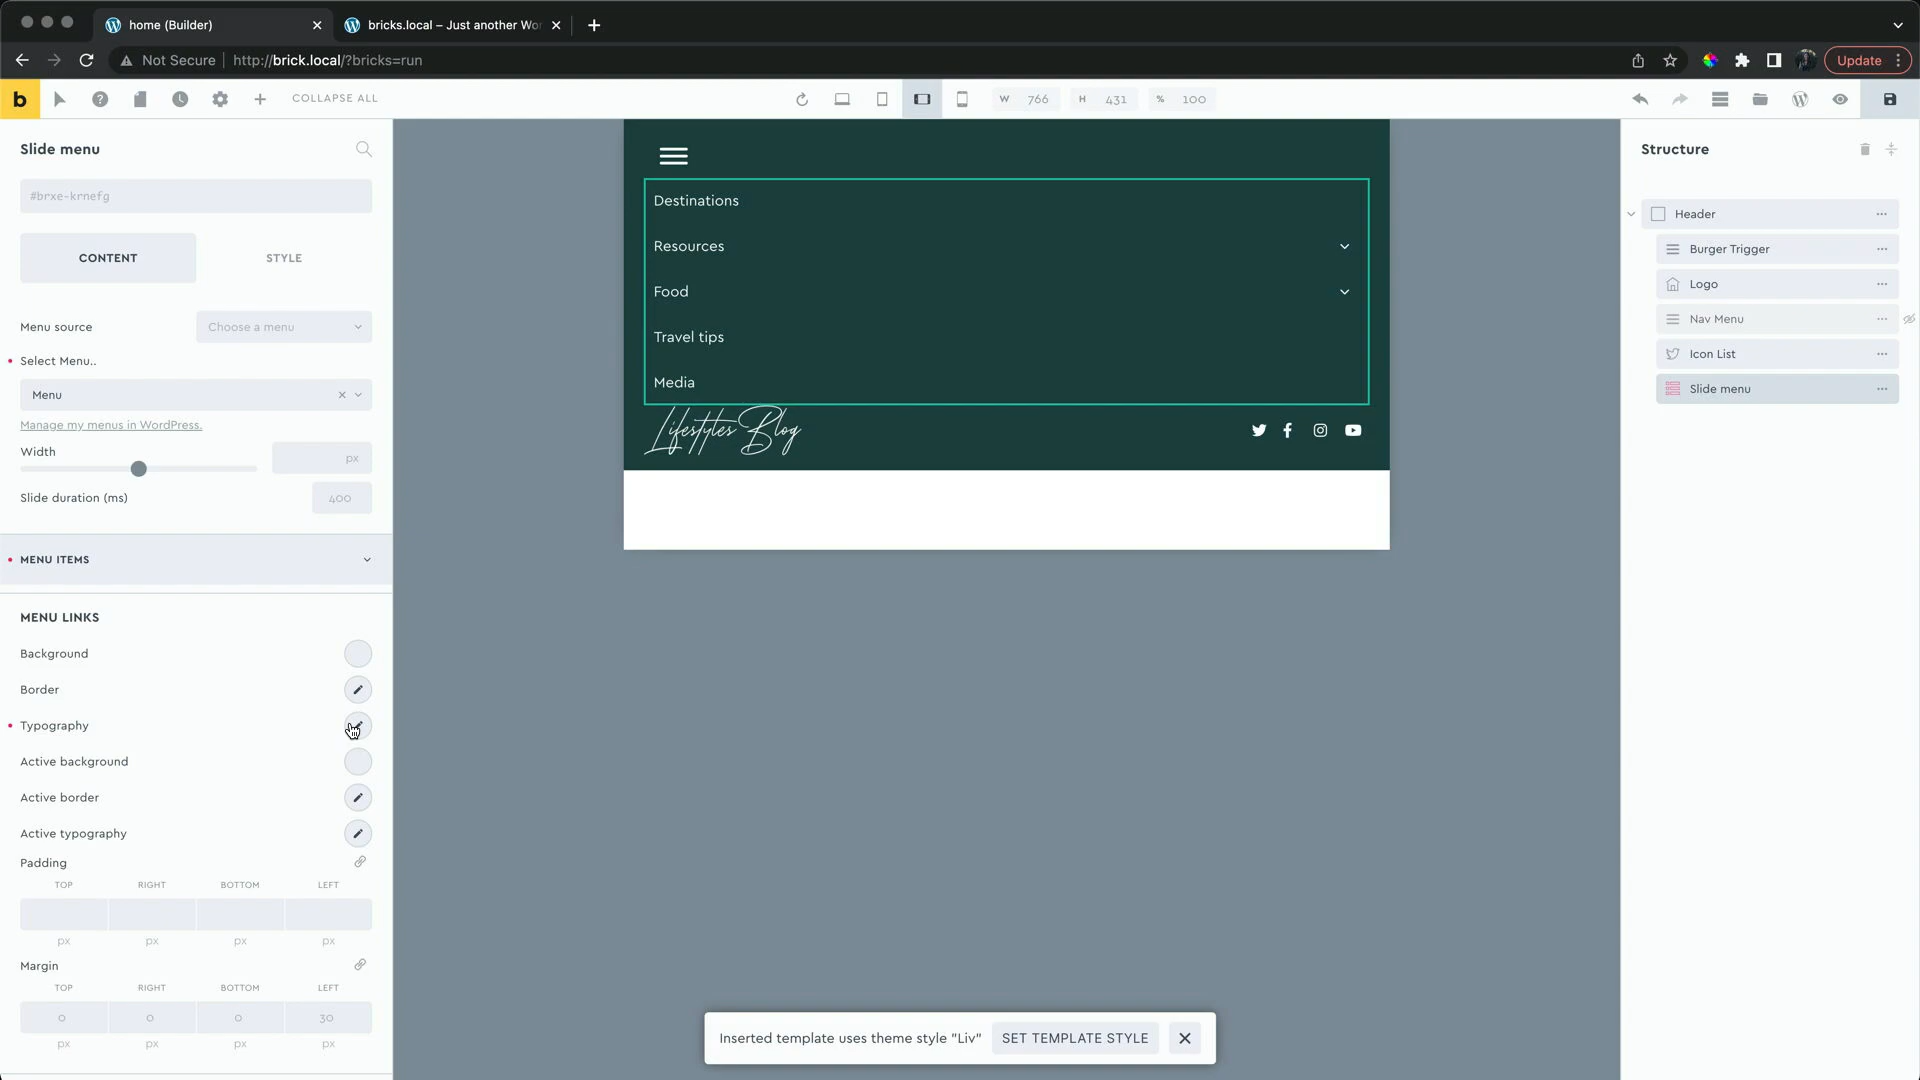 home (Builder)
bricks.local – Just another Wor
Not Secure
http://brick.local/?bricks=run
Update
b
COLLAPSE ALL
W 766 H 431 % 100
Slide menu
#brxe-krnefg
CONTENT
STYLE
Menu source
Choose a menu
Select Menu..
Menu
Manage my menus in WordPress.
Width
px
Slide duration (ms)
400
MENU ITEMS
MENU LINKS
Background
Border
Typography
Active background
Active border
Active typography
Padding
TOP RIGHT BOTTOM LEFT
px px px px
Margin
TOP RIGHT BOTTOM LEFT
0 0 0 30
px px px px
Destinations
Resources
Food
Travel tips
Media
Lifestyles Blog
Inserted template uses theme style "Liv"
SET TEMPLATE STYLE
Structure
Header
Burger Trigger
Logo
Nav Menu
Icon List
Slide menu